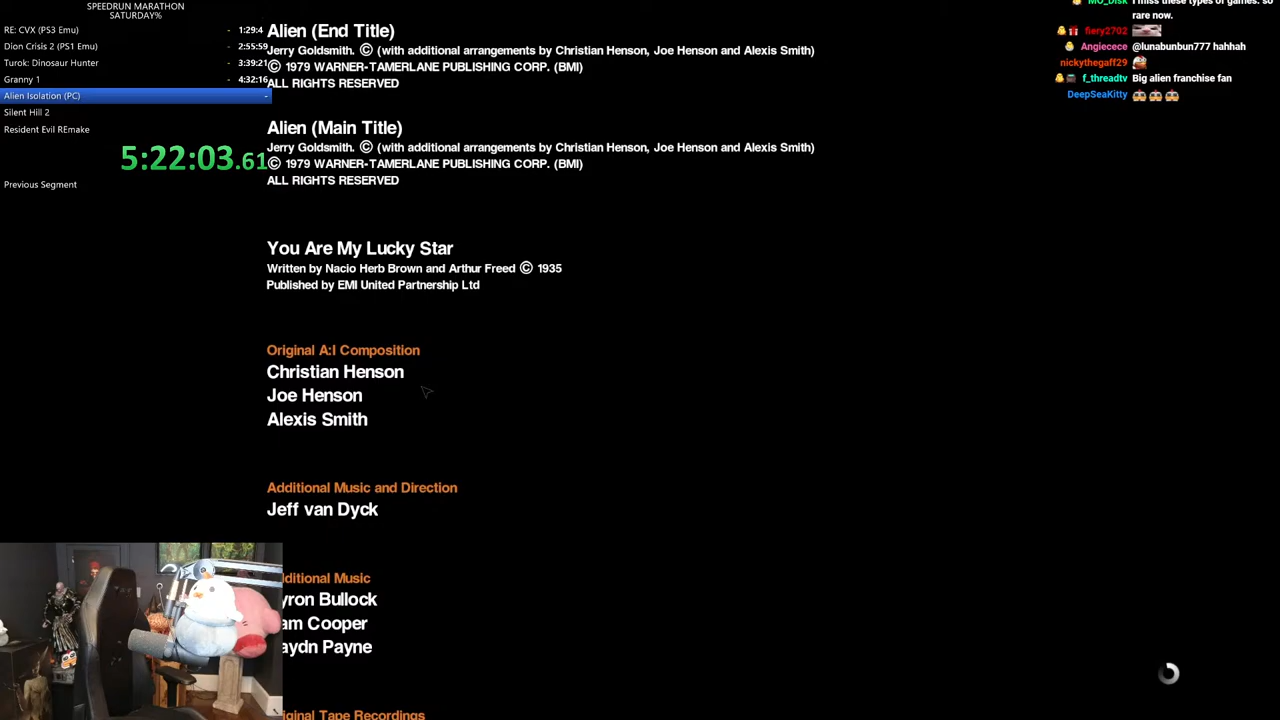 SPEEDRUN MARATHON
SATURDAY%
RE: CVX (PS3 Emu) - 1:29:4
Dion Crisis 2 (PS1 Emu) - 2:55:59
Turok: Dinosaur Hunter - 3:39:21
Granny 1 - 4:32:16
Alien Isolation (PC) -
Silent Hill 2
Resident Evil REmake
5:22:03.61
Previous Segment
Alien (End Title)
Jerry Goldsmith. © (with additional arrangements by Christian Henson, Joe Henson and Alexis Smith)
© 1979 WARNER-TAMERLANE PUBLISHING CORP. (BMI)
ALL RIGHTS RESERVED
Alien (Main Title)
Jerry Goldsmith. © (with additional arrangements by Christian Henson, Joe Henson and Alexis Smith)
© 1979 WARNER-TAMERLANE PUBLISHING CORP. (BMI)
ALL RIGHTS RESERVED
You Are My Lucky Star
Written by Nacio Herb Brown and Arthur Freed © 1935
Published by EMI United Partnership Ltd
Original A:I Composition
Christian Henson
Joe Henson
Alexis Smith
Additional Music and Direction
Jeff van Dyck
ditional Music
yron Bullock
am Cooper
aydn Payne
iginal Tape Recordings
MO_Disk I miss these types of games. so
rare now.
fiery2702
Angiecece @lunabunbun777 hahhah
nickythegaff29
f_threadtv Big alien franchise fan
DeepSeaKitty